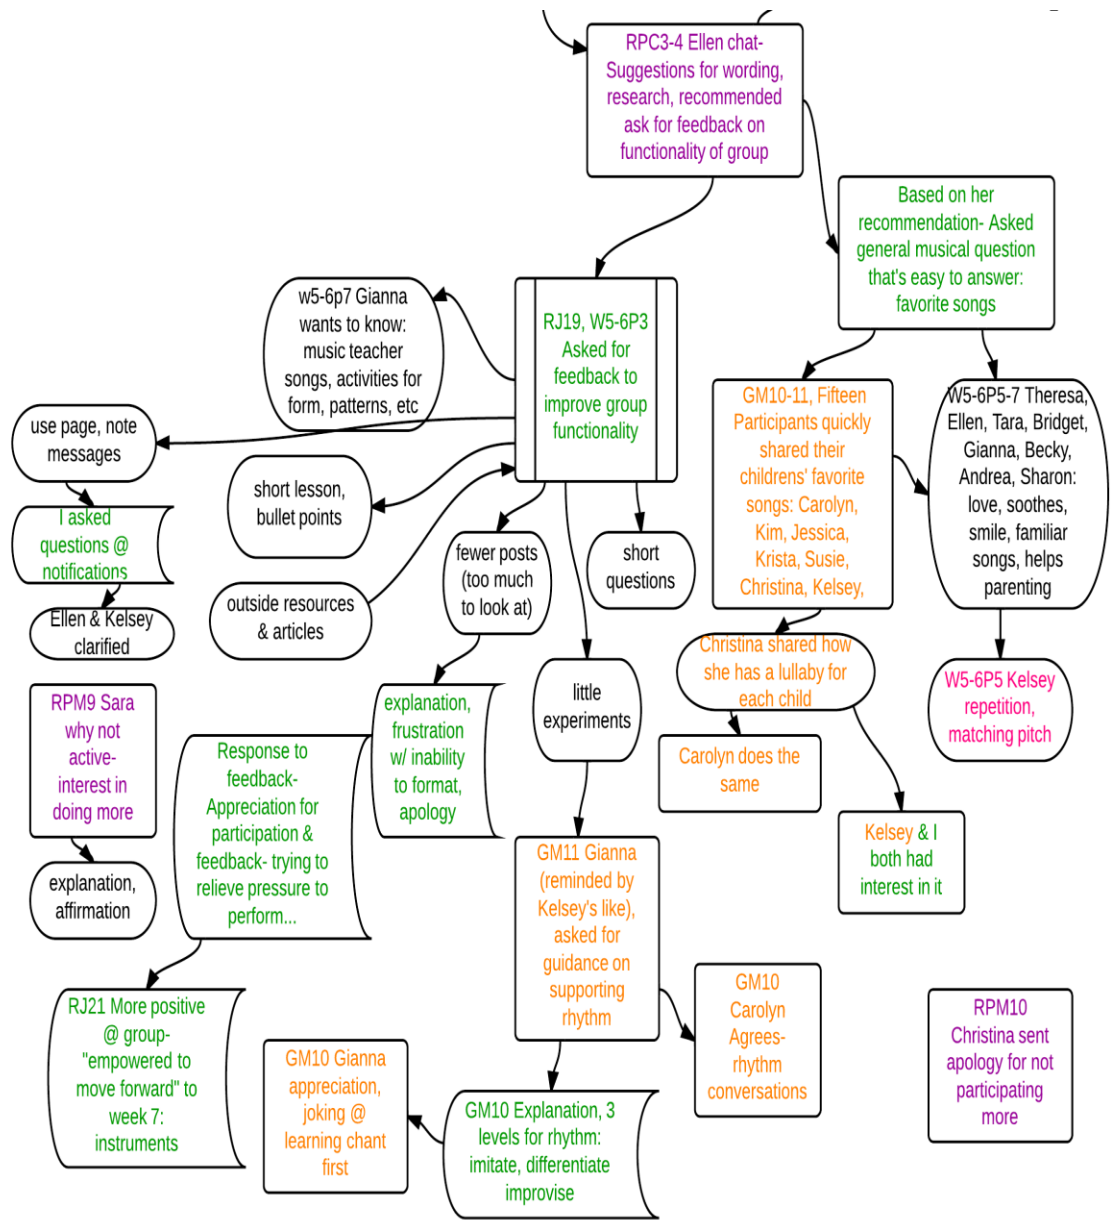 RPC3-4 Ellen chat-
Suggestions for wording,
research, recommended
ask for feedback on
functionality of group
Based on her
recommendation- Asked
general musical question
that's easy to answer:
favorite songs
w5-6p7 Gianna
wants to know:
music teacher
songs, activities for
form, patterns, etc
RJ19, W5-6P3
Asked for
feedback to
improve group
functionality
GM10-11, Fifteen
Participants quickly
shared their
childrens' favorite
songs: Carolyn,
Kim, Jessica,
Krista, Susie,
Christina, Kelsey,
W5-6P5-7 Theresa,
Ellen, Tara, Bridget,
Gianna, Becky,
Andrea, Sharon:
love, soothes,
smile, familiar
songs, helps
parenting
use page, note
messages
short lesson,
bullet points
I asked
questions @
notifications
fewer posts
(too much
to look at)
short
questions
outside resources
& articles
Ellen & Kelsey
clarified
Christina shared how
she has a lullaby for
each child
W5-6P5 Kelsey
repetition,
matching pitch
RPM9 Sara
why not
active-
interest in
doing more
explanation,
frustration
w/ inability
to format,
apology
little
experiments
Response to
feedback-
Appreciation for
participation &
feedback- trying to
relieve pressure to
perform...
Carolyn does the
same
Kelsey & I
both had
interest in it
explanation,
affirmation
GM11 Gianna
(reminded by
Kelsey's like),
asked for
guidance on
supporting
rhythm
GM10
Carolyn
Agrees-
rhythm
conversations
RPM10
Christina sent
apology for not
participating
more
RJ21 More positive
@ group-
"empowered to
move forward" to
week 7:
instruments
GM10 Gianna
appreciation,
joking @
learning chant
first
GM10 Explanation, 3
levels for rhythm:
imitate, differentiate
improvise